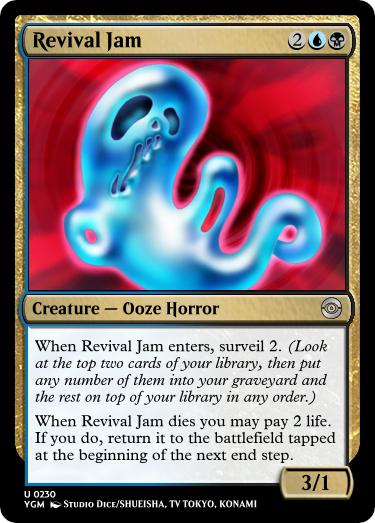 Revival Jam 2
Creature — Ooze Horror
When Revival Jam enters, surveil 2. (Look
at the top two cards of your library, then put
any number of them into your graveyard and
the rest on top of your library in any order.)
When Revival Jam dies you may pay 2 life.
If you do, return it to the battlefield tapped
at the beginning of the next end step.
3/1
U 0230
YGM Studio Dice/SHUEISHA, TV TOKYO, KONAMI